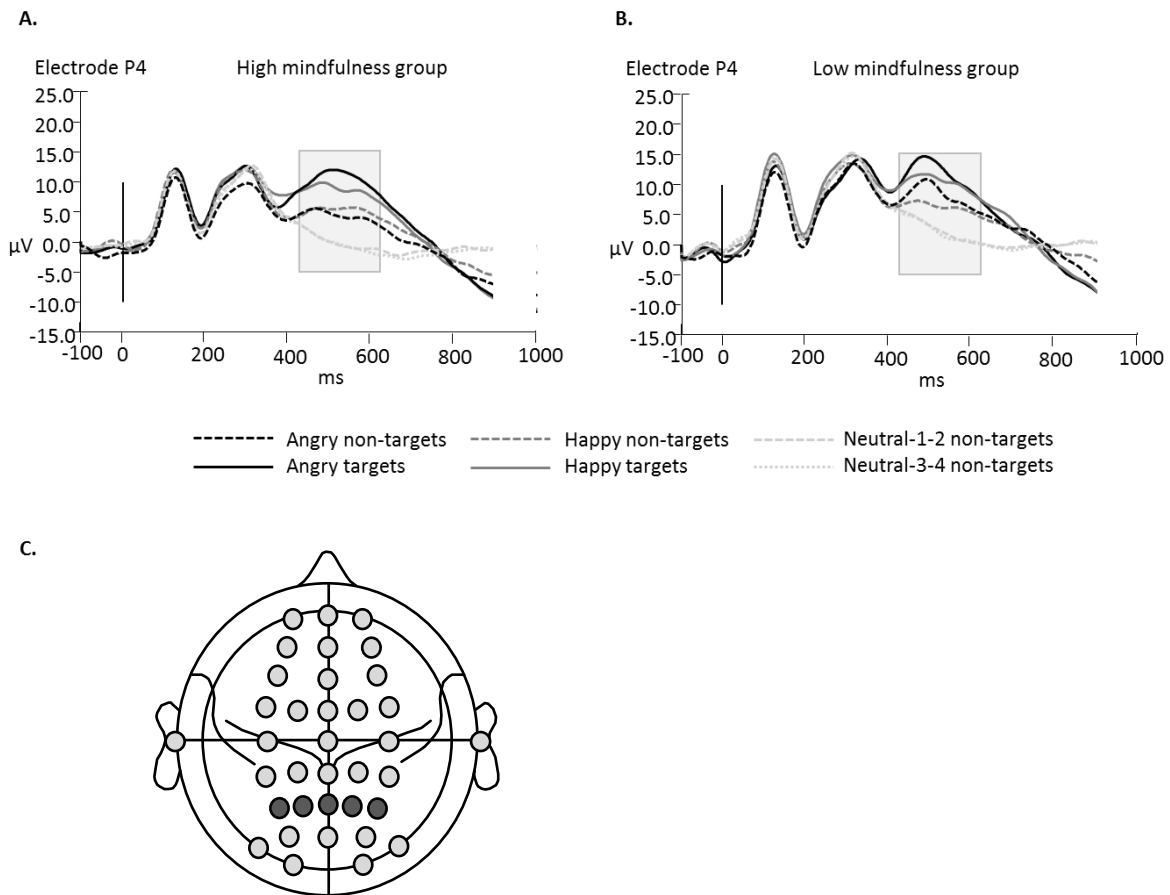 A.
Electrode P4 High mindfulness group
25.0
20.0
15.0
10.0
5.0
0.0
µV
-5.0
-10.0
-15.0
-100 0 200 400 600 800 1000
ms
B.
Electrode P4 Low mindfulness group
25.0
20.0
15.0
10.0
5.0
0.0
µV
-5.0
-10.0
-15.0
-100 0 200 400 600 800 1000
ms
Angry non-targets Happy non-targets Neutral-1-2 non-targets
Angry targets Happy targets Neutral-3-4 non-targets
C.